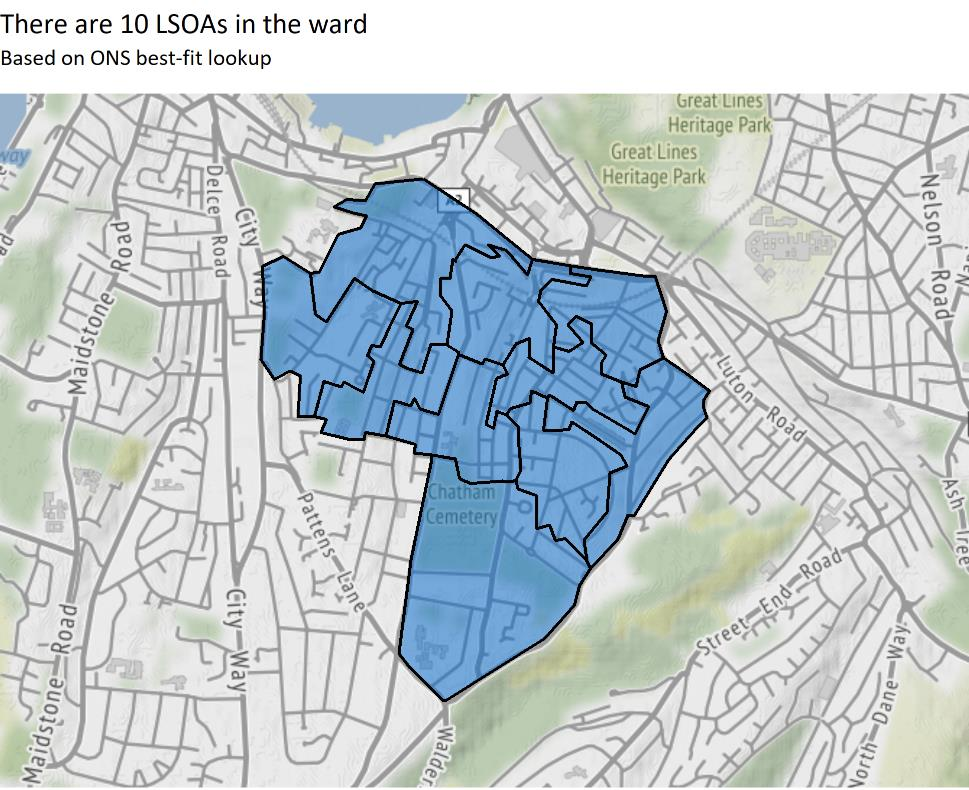 There are 10 LSOAs in the ward
Based on ONS best-fit lookup
Great Lines
Heritage Park
Great Lines
Heritage Park
way
Delce Road
City Way
Road
Nelson Road
Maidstone
A2
Luton Road
Chatham
Cemetery
Pattens Lane
Ash Tree
Street End Road
City Way
Maidstone Road
North Dane Way